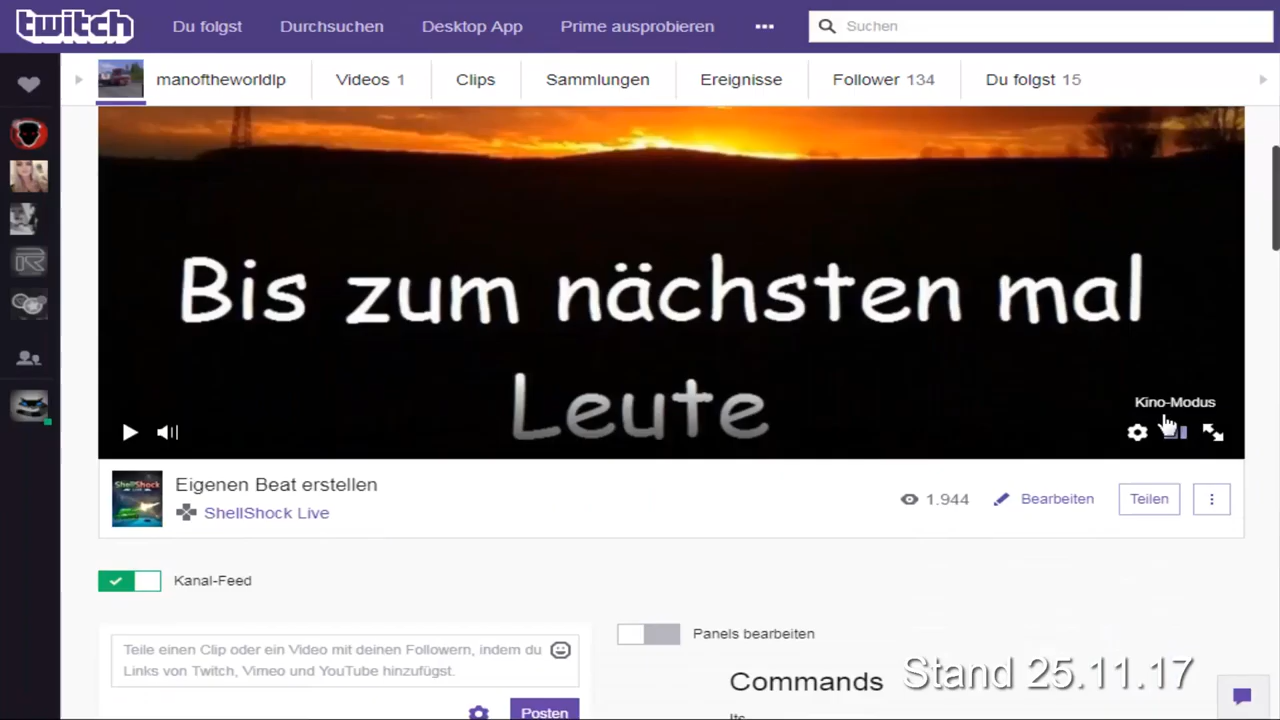 twitch
Du folgst
Durchsuchen
Desktop App
Prime ausprobieren
Suchen
manoftheworldlp
Videos 1
Clips
Sammlungen
Ereignisse
Follower 134
Du folgst 15
Bis zum nächsten mal
Leute
Kino-Modus
Eigenen Beat erstellen
ShellShock Live
1.944
Bearbeiten
Teilen
Kanal-Feed
Teile einen Clip oder ein Video mit deinen Followern, indem du
Links von Twitch, Vimeo und YouTube hinzufügst.
Posten
Panels bearbeiten
Commands
Stand 25.11.17